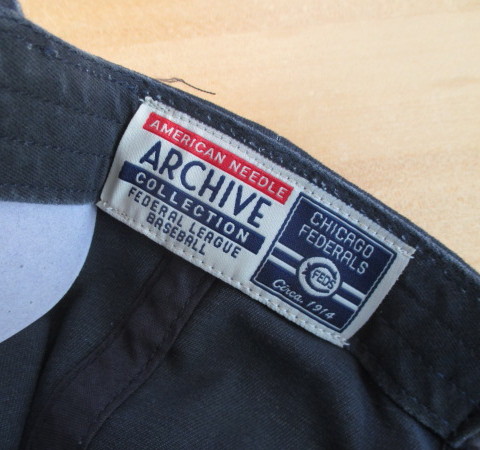 AMERICAN NEEDLE
ARCHIVE
COLLECTION
FEDERAL LEAGUE
BASEBALL
CHICAGO
FEDERALS
FEDS
Circa. 1914